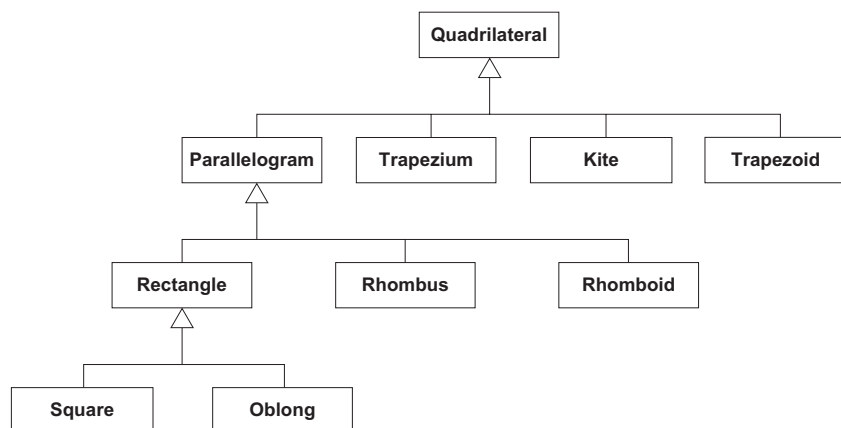 Quadrilateral
Parallelogram
Trapezium
Kite
Trapezoid
Rectangle
Rhombus
Rhomboid
Square
Oblong